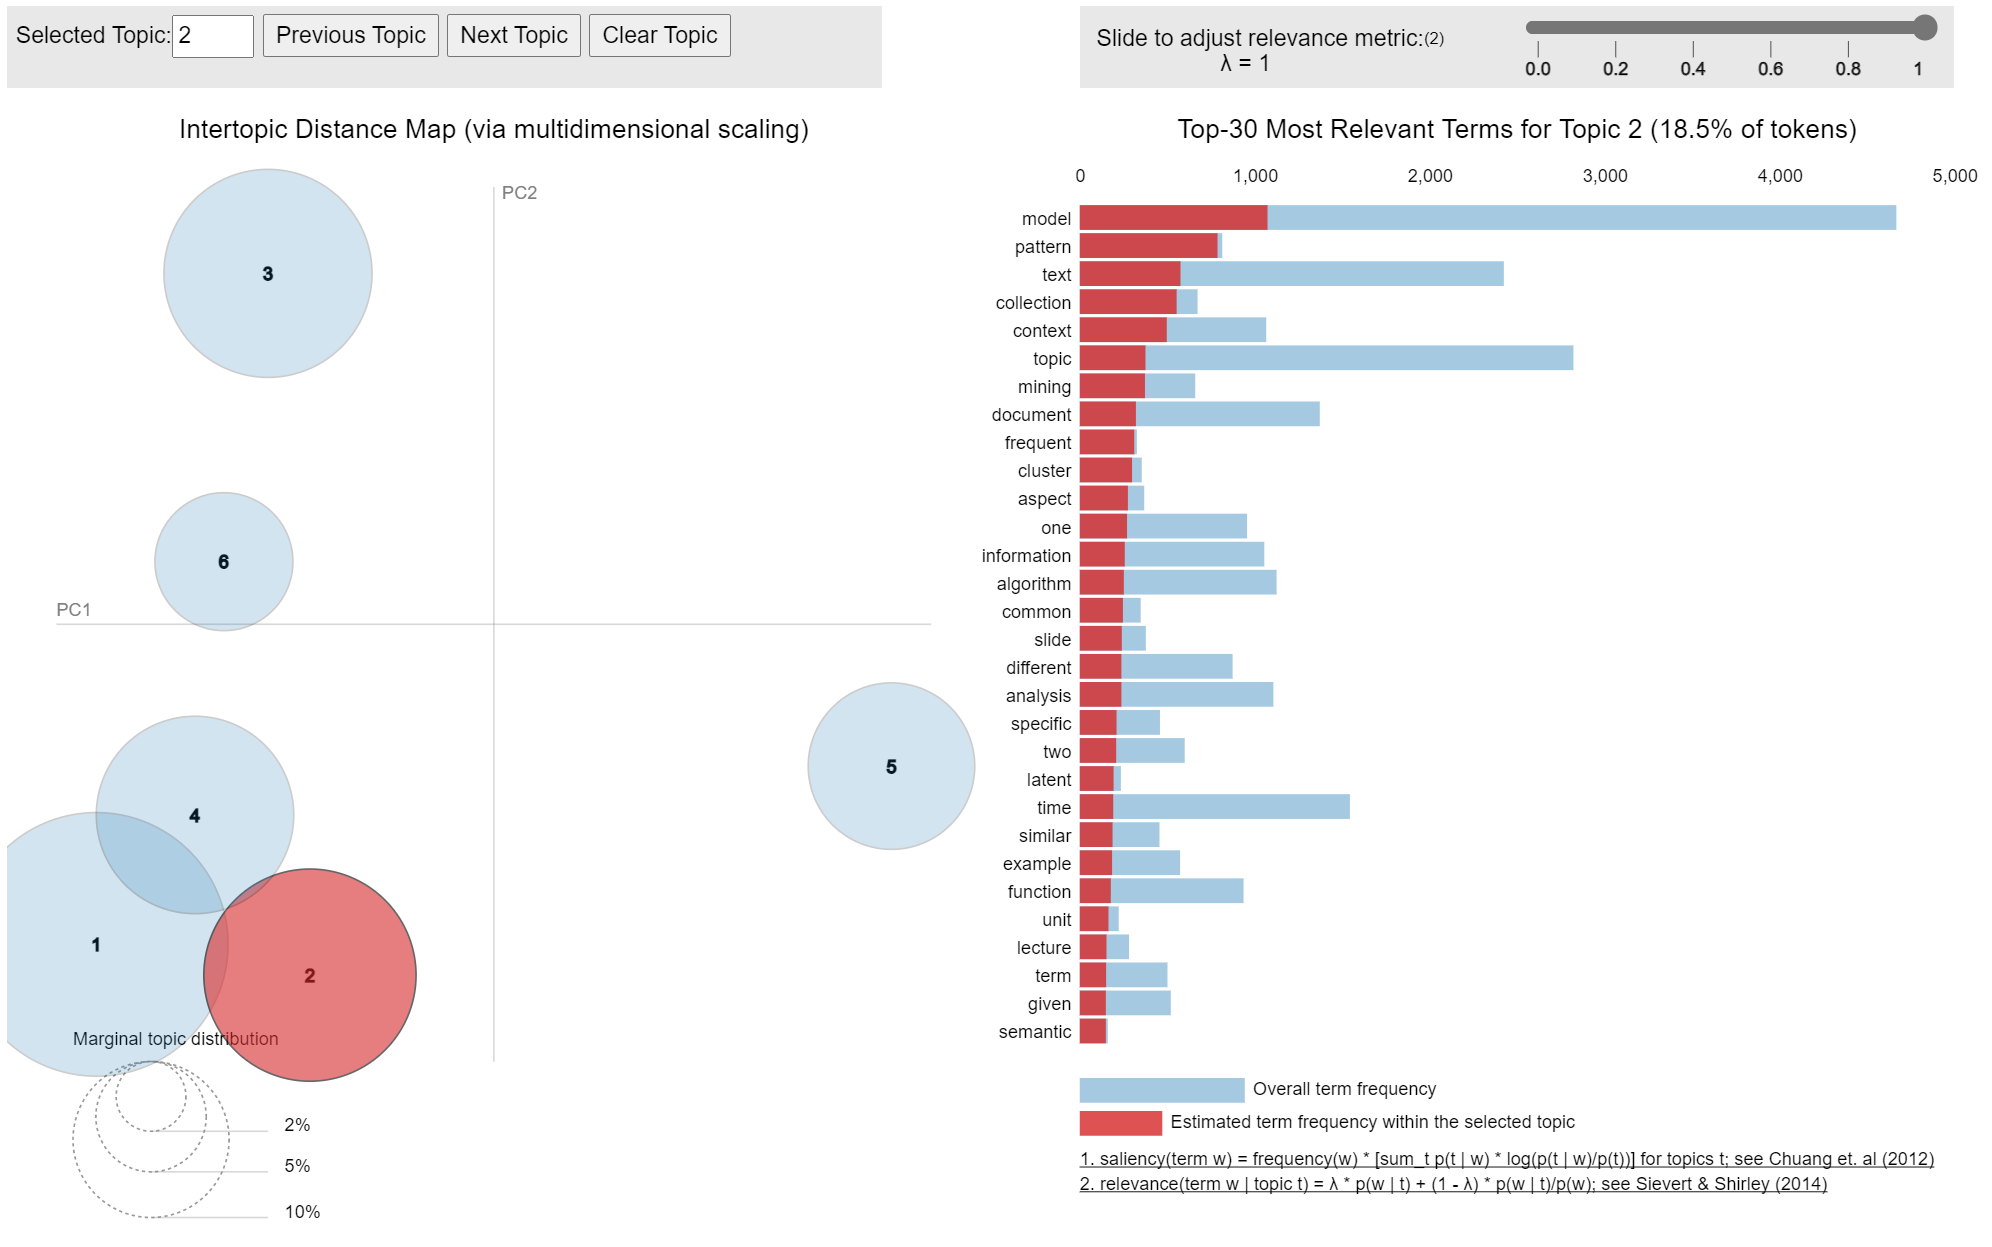 Selected Topic: 2 Previous Topic Next Topic Clear Topic
Slide to adjust relevance metric:(2)
λ = 1
0.0 0.2 0.4 0.6 0.8 1
Intertopic Distance Map (via multidimensional scaling)
PC2
3
6
PC1
5
4
1
2
Marginal topic distribution
2%
5%
10%
Top-30 Most Relevant Terms for Topic 2 (18.5% of tokens)
0 1,000 2,000 3,000 4,000 5,000
model
pattern
text
collection
context
topic
mining
document
frequent
cluster
aspect
one
information
algorithm
common
slide
different
analysis
specific
two
latent
time
similar
example
function
unit
lecture
term
given
semantic
Overall term frequency
Estimated term frequency within the selected topic
1. saliency(term w) = frequency(w) * [sum_t p(t | w) * log(p(t | w)/p(t))] for topics t; see Chuang et. al (2012)
2. relevance(term w | topic t) = λ * p(w | t) + (1 - λ) * p(w | t)/p(w); see Sievert & Shirley (2014)